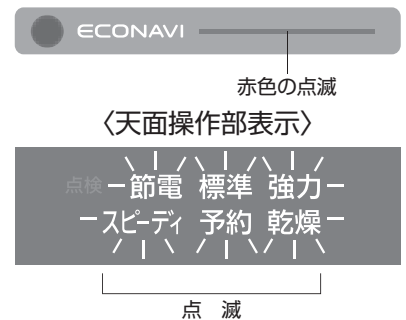 ECONAVI
赤色の点滅
〈天面操作部表示〉
点検 節電 標準 強力
スピーディ 予約 乾燥
点 滅